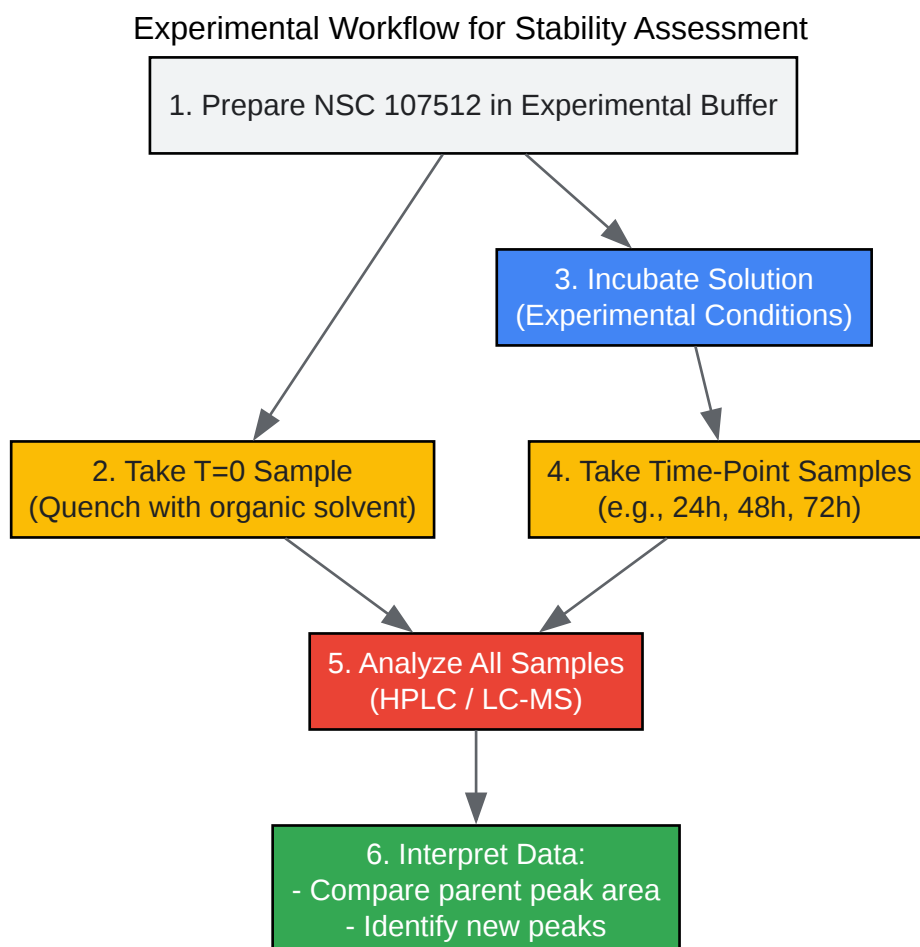 Experimental Workflow for Stability Assessment
1. Prepare NSC 107512 in Experimental Buffer
3. Incubate Solution
(Experimental Conditions)
2. Take T=0 Sample
(Quench with organic solvent)
4. Take Time-Point Samples
(e.g., 24h, 48h, 72h)
5. Analyze All Samples
(HPLC / LC-MS)
6. Interpret Data:
- Compare parent peak area
- Identify new peaks